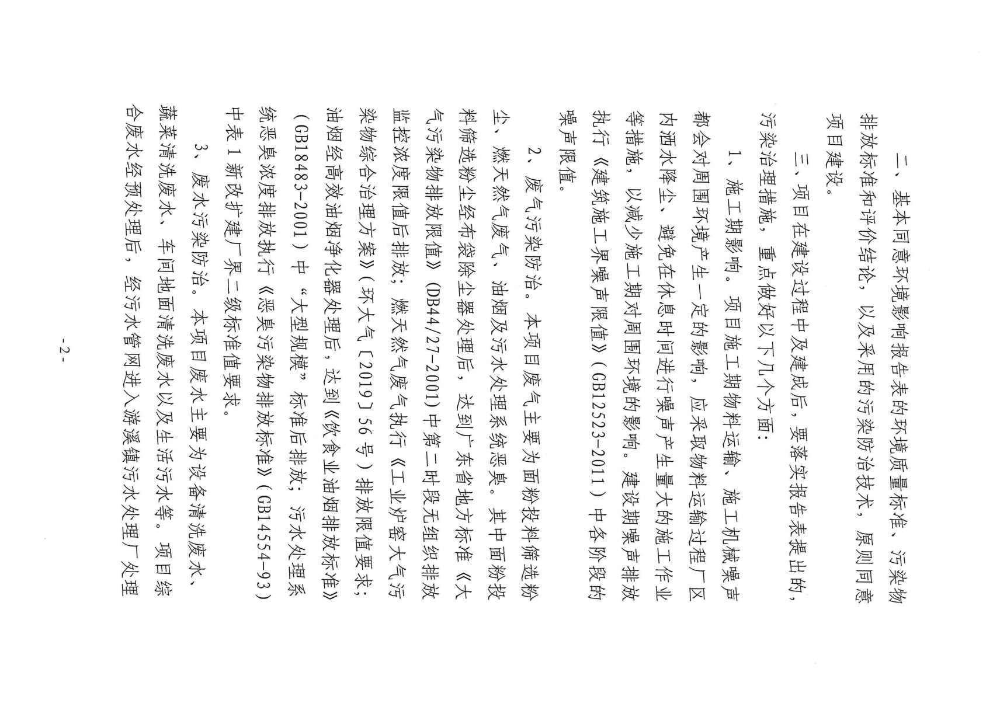 二、基本同意环境影响报告表的环境质量标准、污染物
排放标准和评价结论，以及采用的污染防治技术，原则同意
项目建设。
三、项目在建设过程中及建成后，要落实报告表提出的，
污染治理措施，重点做好以下几个方面：
1、施工期影响。项目施工期物料运输、施工机械噪声
都会对周围环境产生一定的影响，应采取物料运输过程厂区
内洒水降尘、避免在休息时间进行噪声产生量大的施工作业
等措施，以减少施工期对周围环境的影响。建设期噪声排放
执行《建筑施工界噪声限值》（GB12523-2011）中各阶段的
噪声限值。
2、废气污染防治。本项目废气主要为面粉投料筛选粉
尘、燃天然气废气、油烟及污水处理系统恶臭。其中面粉投
料筛选粉尘经布袋除尘器处理后，达到广东省地方标准《大
气污染物排放限值》(DB44/27-2001)中第二时段无组织排放
监控浓度限值后排放；燃天然气废气执行《工业炉窑大气污
染物综合治理方案》（环大气〔2019〕56号）排放限值要求；
油烟经高效油烟净化器处理后，达到《饮食业油烟排放标准》
（GB18483-2001）中“大型规模”标准后排放；污水处理系
统恶臭浓度排放执行《恶臭污染物排放标准》（GB14554-93）
中表1新改扩建厂界二级标准值要求。
3、废水污染防治。本项目废水主要为设备清洗废水、
蔬菜清洗废水、车间地面清洗废水以及生活污水等。项目综
合废水经预处理后，经污水管网进入游溪镇污水处理厂处理
-2-